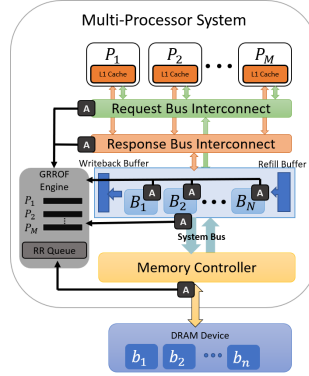 Multi-Processor System
P1 P2 ••• PM
L1 Cache L1 Cache L1 Cache
A Request Bus Interconnect
A Response Bus Interconnect
Writeback Buffer Refill Buffer
GRROF
Engine
P1
P2
⋮
PM
RR Queue
A A A
B1 B2 ••• BN
A
System Bus
Memory Controller
A
DRAM Device
b1 b2 ••• bn